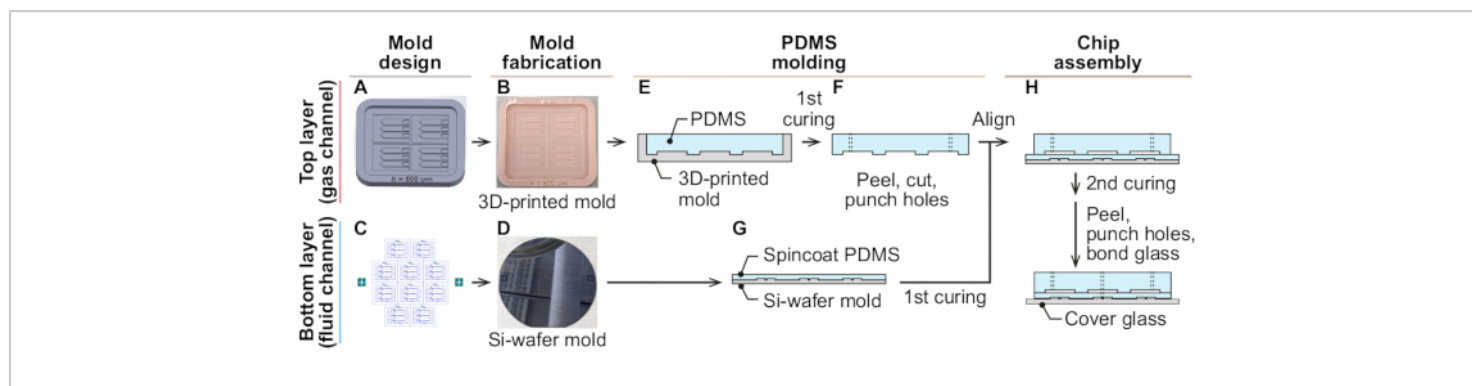 Mold
design
Mold
fabrication
PDMS
molding
Chip
assembly
Top layer
(gas channel)
A
h = 600 um
B
3D-printed mold
E
PDMS
3D-printed
mold
1st
curing
F
Peel, cut,
punch holes
Align
H
2nd curing
Peel,
punch holes,
bond glass
Cover glass
Bottom layer
(fluid channel)
C
D
Si-wafer mold
G
Spincoat PDMS
Si-wafer mold
1st curing